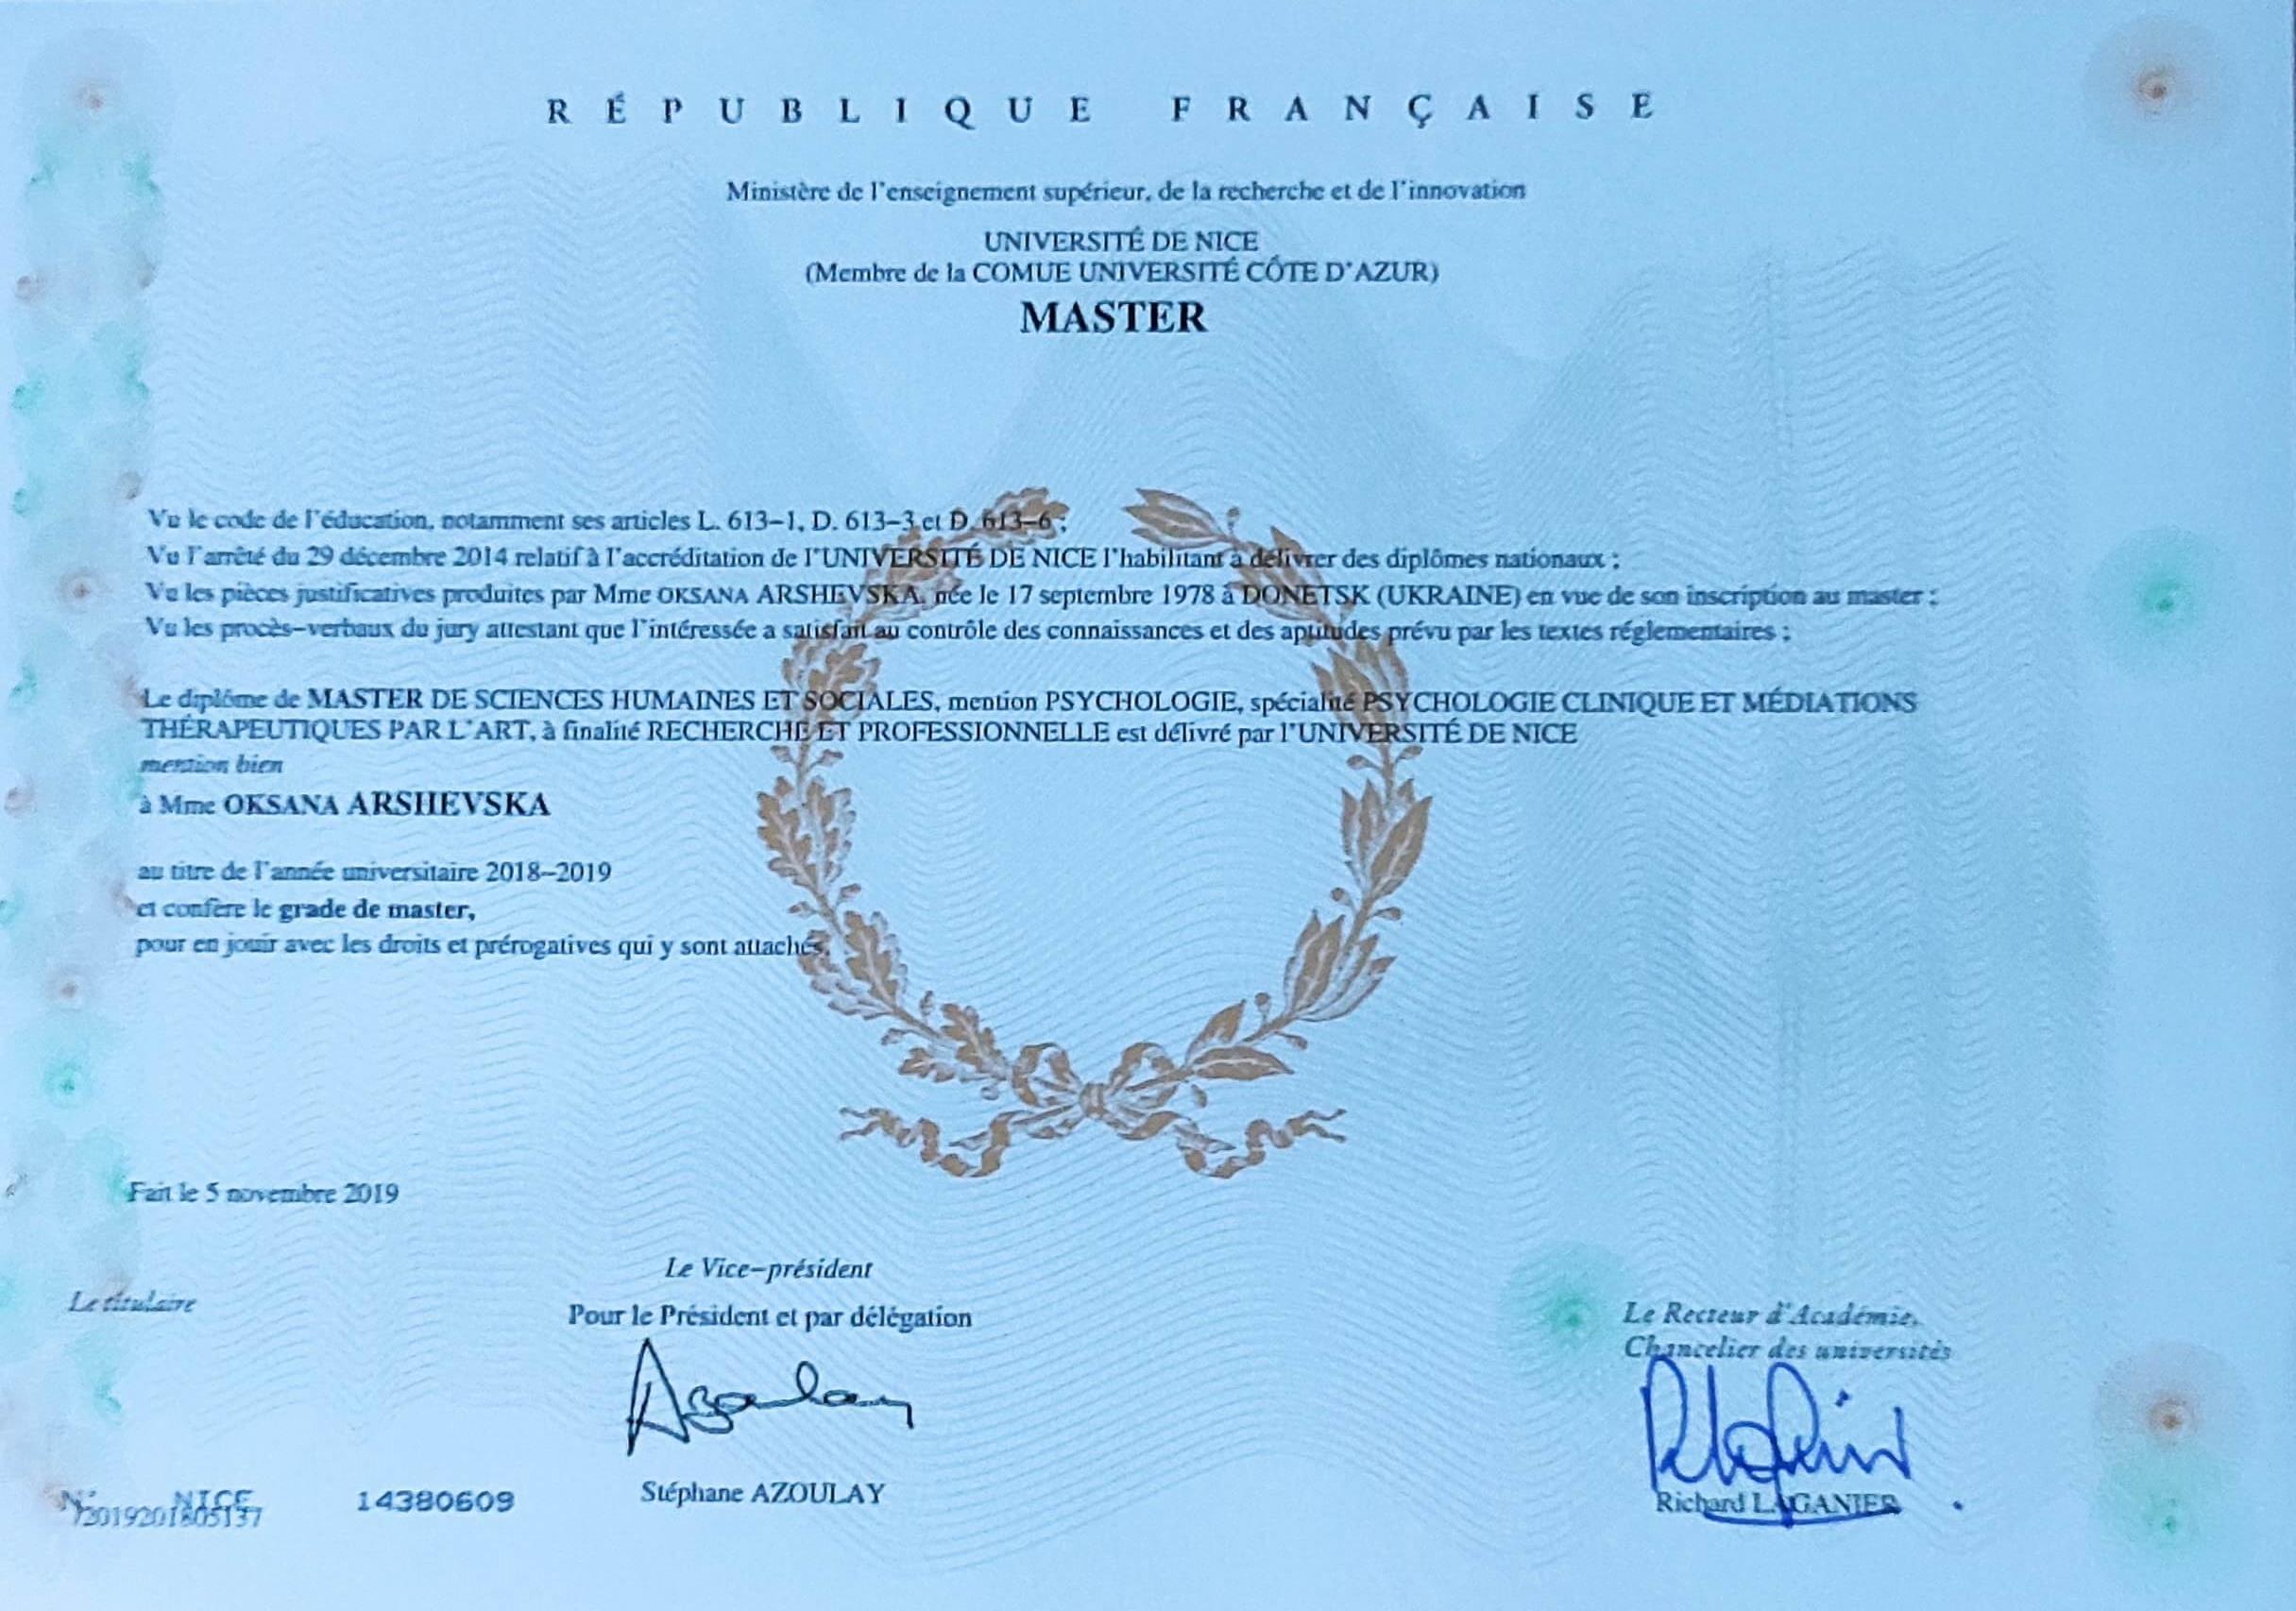 RÉPUBLIQUE FRANÇAISE
Ministère de l'enseignement supérieur, de la recherche et de l'innovation
UNIVERSITÉ DE NICE
(Membre de la COMUE UNIVERSITÉ CÔTE D'AZUR)
MASTER
Vu le code de l'éducation, notamment ses articles L. 613-1, D. 613-3 et D. 613-6 ;
Vu l'arrêté du 29 décembre 2014 relatif à l'accréditation de l'UNIVERSITÉ DE NICE l'habilitant à délivrer des diplômes nationaux ;
Vu les pièces justificatives produites par Mme OKSANA ARSHEVSKA, née le 17 septembre 1978 à DONETSK (UKRAINE) en vue de son inscription au master ;
Vu les procès-verbaux du jury attestant que l'intéressée a satisfait au contrôle des connaissances et des aptitudes prévu par les textes réglementaires ;
Le diplôme de MASTER DE SCIENCES HUMAINES ET SOCIALES, mention PSYCHOLOGIE, spécialité PSYCHOLOGIE CLINIQUE ET MÉDIATIONS
THÉRAPEUTIQUES PAR L'ART, à finalité RECHERCHE ET PROFESSIONNELLE est délivré par l'UNIVERSITÉ DE NICE
mention bien
à Mme OKSANA ARSHEVSKA
au titre de l'année universitaire 2018-2019
et confère le grade de master,
pour en jouir avec les droits et prérogatives qui y sont attachés.
Fait le 5 novembre 2019
Le titulaire
Le Vice-président
Pour le Président et par délégation
Azoulay
Stéphane AZOULAY
Le Recteur d'Académie,
Chancelier des universités
Richard LAGANIER
N° NICE 14380609